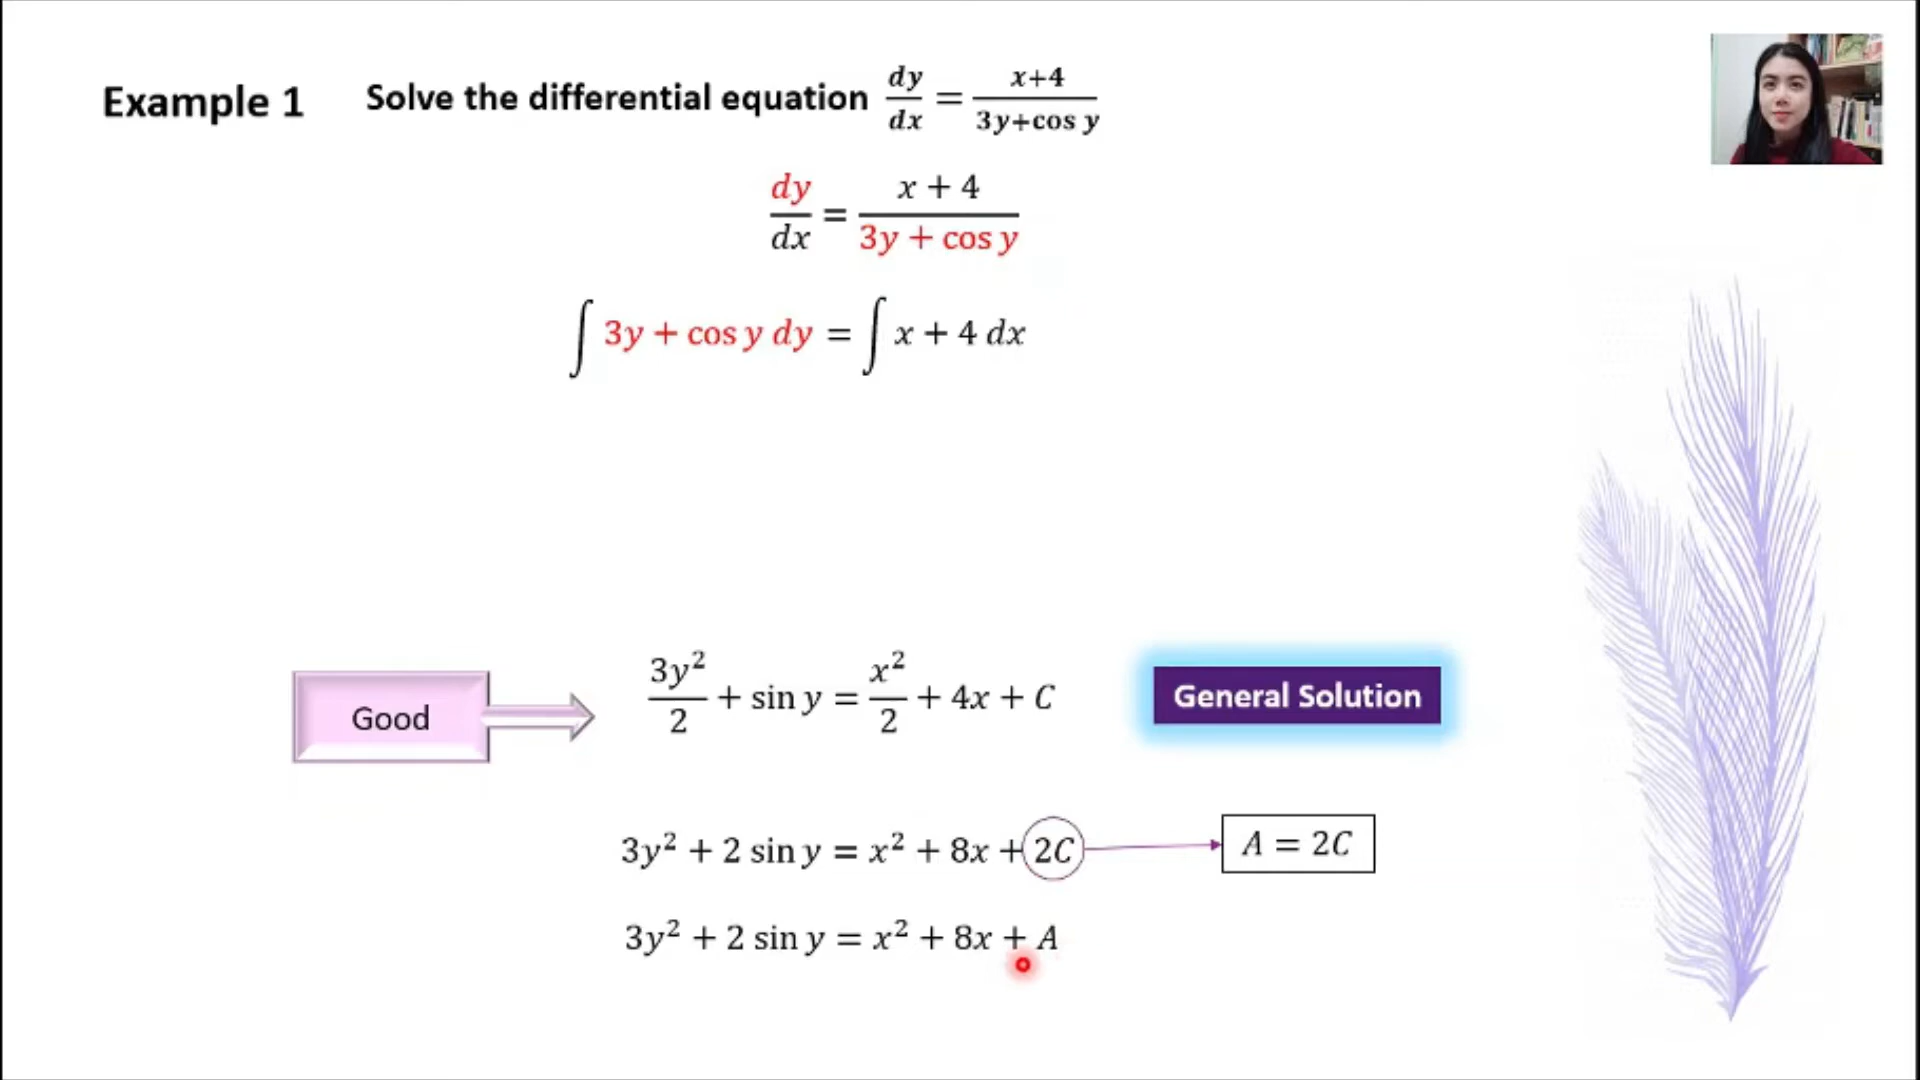 Example 1 Solve the differential equation dy/dx = x+4/3y+cos y
dy/dx = x + 4/3y + cos y
∫ 3y + cos y dy = ∫ x + 4 dx
Good
3y²/2 + sin y = x²/2 + 4x + C
General Solution
3y² + 2 sin y = x² + 8x + 2C
A = 2C
3y² + 2 sin y = x² + 8x + A